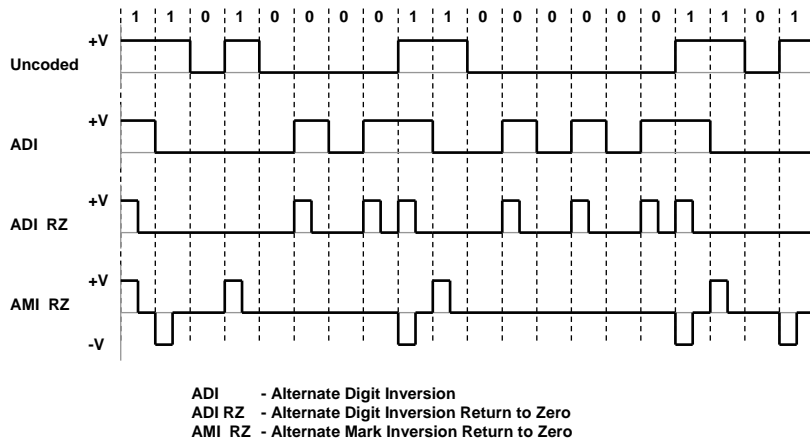 1 1 0 1 0 0 0 0 1 1 0 0 0 0 0 0 1 1 0 1
+V
Uncoded
+V
ADI
+V
ADI RZ
+V
AMI RZ
-V
ADI - Alternate Digit Inversion
ADI RZ - Alternate Digit Inversion Return to Zero
AMI RZ - Alternate Mark Inversion Return to Zero